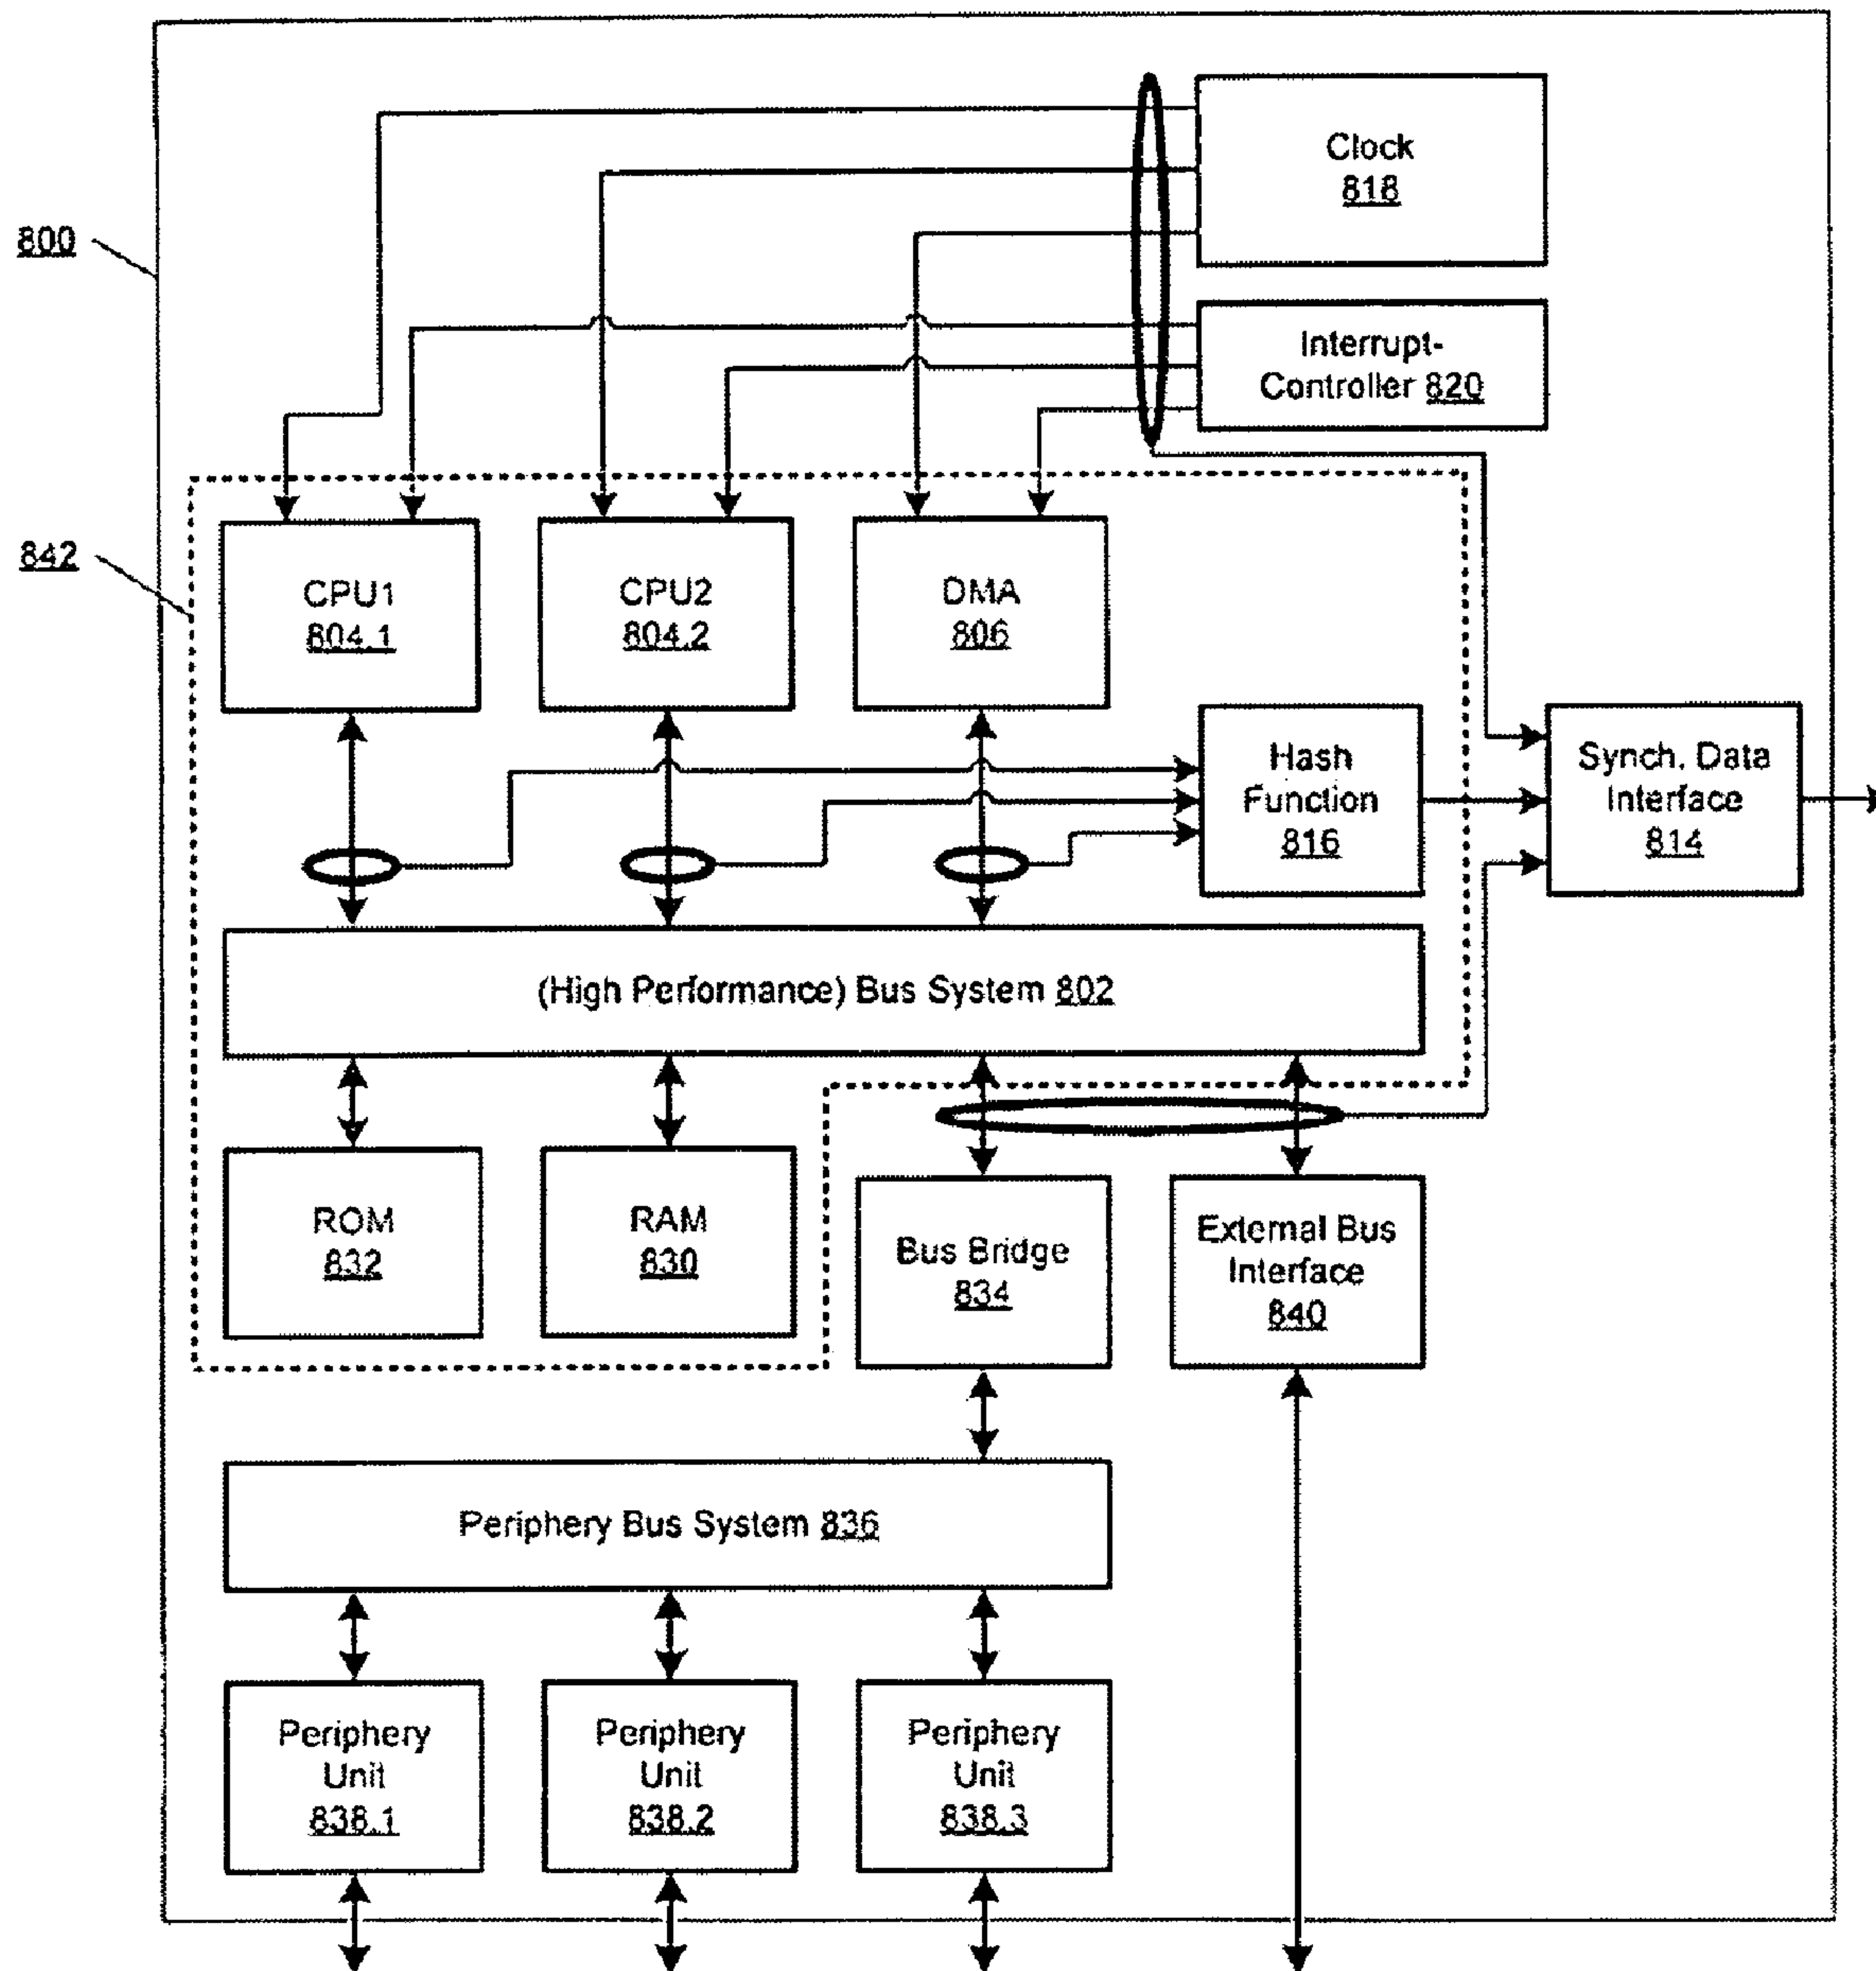 Clock
818
800
Interrupt-
Controller 820
842
CPU1
804.1
CPU2
804.2
DMA
806
Hash
Function
816
Synch. Data
Interface
814
(High Performance) Bus System 802
ROM
832
RAM
830
Bus Bridge
834
External Bus
Interface
840
Periphery Bus System 836
Periphery
Unit
838.1
Periphery
Unit
838.2
Periphery
Unit
838.3